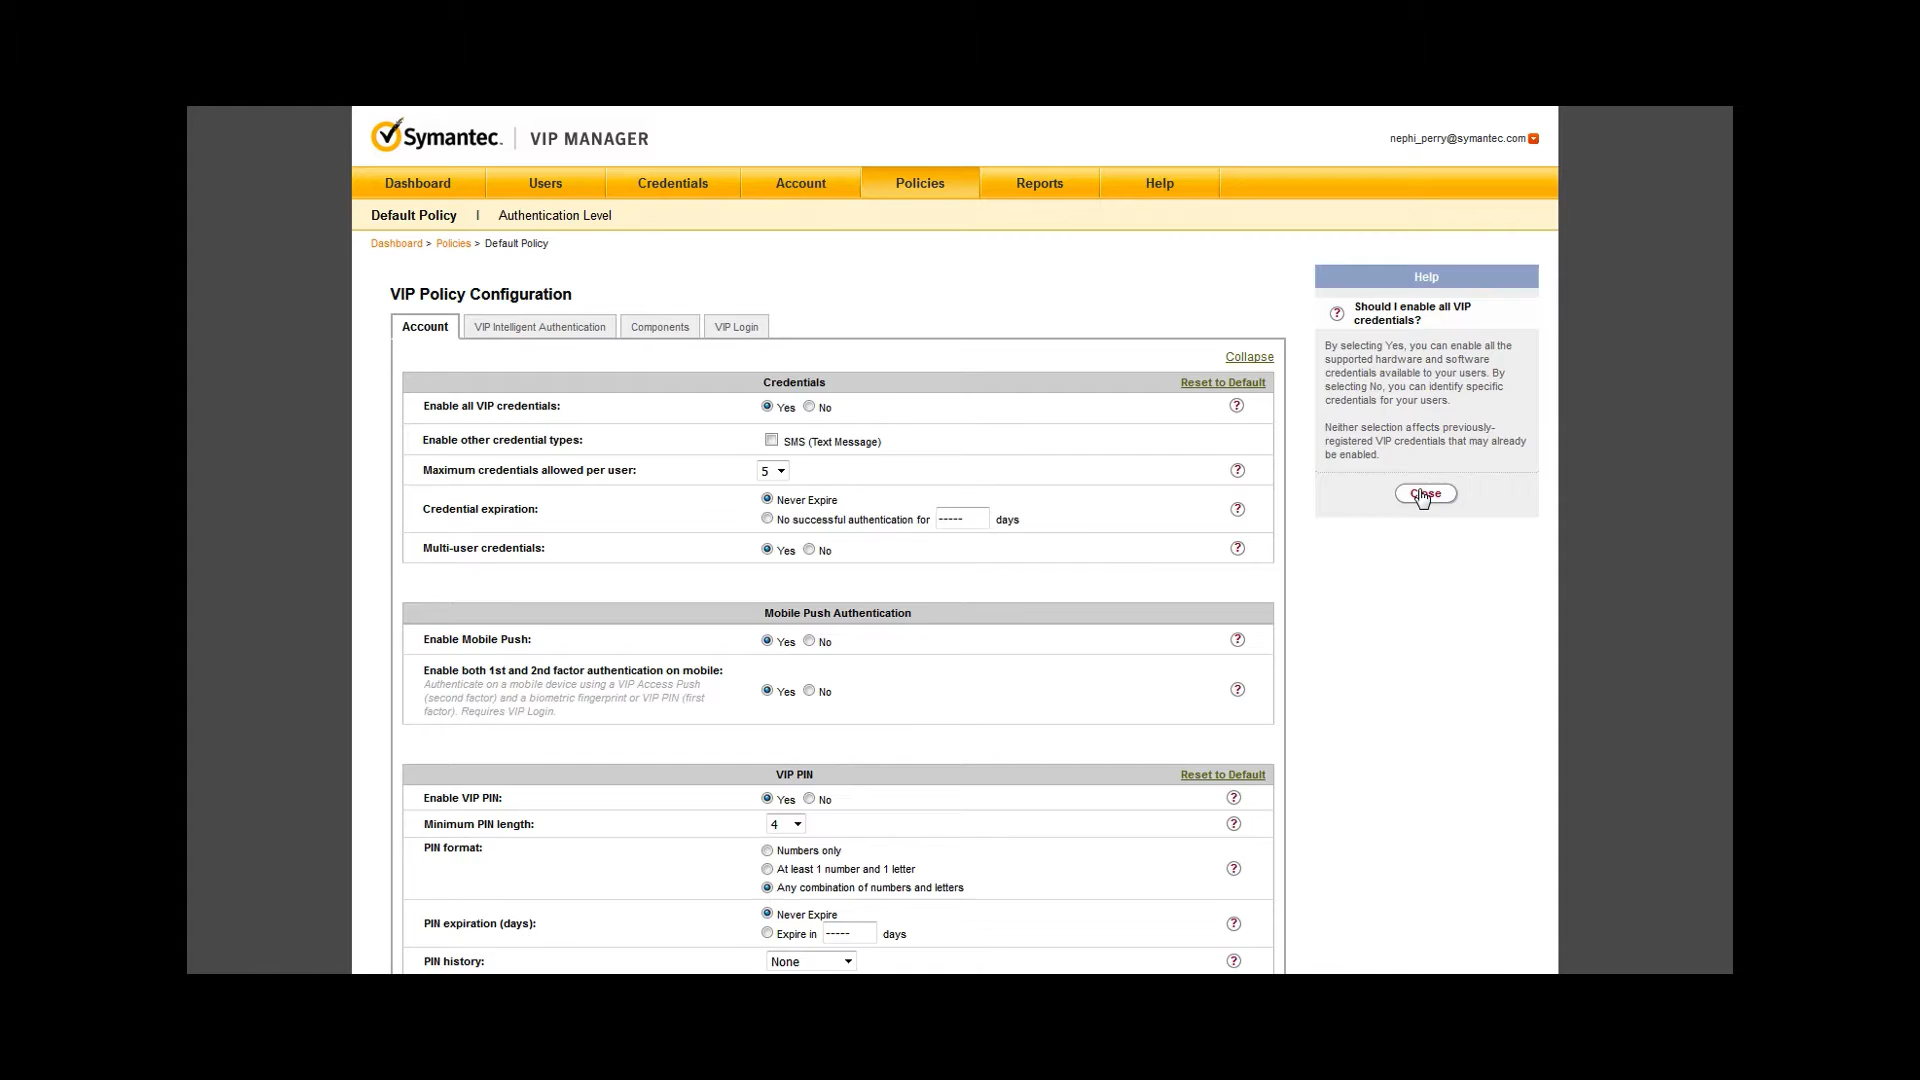 Symantec. | VIP MANAGER
nephi_perry@symantec.com
Dashboard Users Credentials Account Policies Reports Help
Default Policy | Authentication Level
Dashboard > Policies > Default Policy
VIP Policy Configuration
Account VIP Intelligent Authentication Components VIP Login
Collapse
Credentials Reset to Default
Enable all VIP credentials: Yes No ?
Enable other credential types: SMS (Text Message)
Maximum credentials allowed per user: 5 ?
Credential expiration: ?
Never Expire
No successful authentication for ----- days
Multi-user credentials: Yes No ?
Mobile Push Authentication
Enable Mobile Push: Yes No ?
Enable both 1st and 2nd factor authentication on mobile:
Authenticate on a mobile device using a VIP Access Push
(second factor) and a biometric fingerprint or VIP PIN (first
factor). Requires VIP Login.
Yes No ?
VIP PIN Reset to Default
Enable VIP PIN: Yes No ?
Minimum PIN length: 4 ?
PIN format: ?
Numbers only
At least 1 number and 1 letter
Any combination of numbers and letters
PIN expiration (days): ?
Never Expire
Expire in ----- days
PIN history: None ?
Help
? Should I enable all VIP
credentials?
By selecting Yes, you can enable all the
supported hardware and software
credentials available to your users. By
selecting No, you can identify specific
credentials for your users.
Neither selection affects previously-
registered VIP credentials that may already
be enabled.
Close